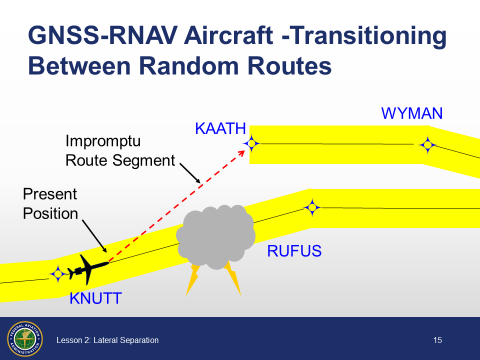 GNSS-RNAV Aircraft -Transitioning
Between Random Routes
WYMAN
KAATH
Impromptu
Route Segment
Present
Position
RUFUS
KNUTT
Lesson 2: Lateral Separation
15